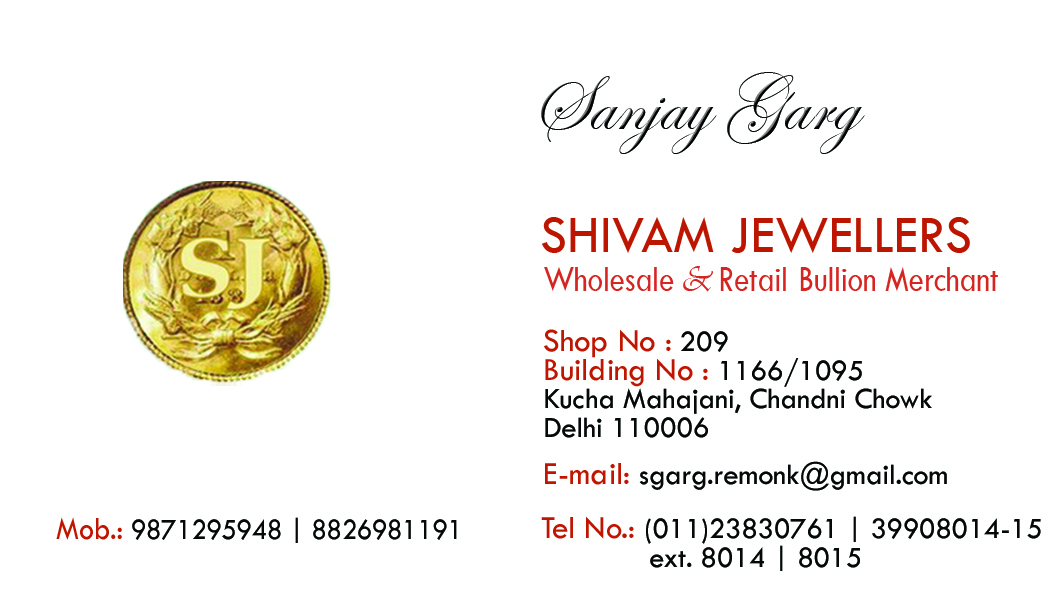 Sanjay Garg
SJ
SHIVAM JEWELLERS
Wholesale & Retail Bullion Merchant
Shop No : 209
Building No : 1166/1095
Kucha Mahajani, Chandni Chowk
Delhi 110006
E-mail: sgarg.remonk@gmail.com
Mob.: 9871295948 | 8826981191
Tel No.: (011)23830761 | 39908014-15
ext. 8014 | 8015